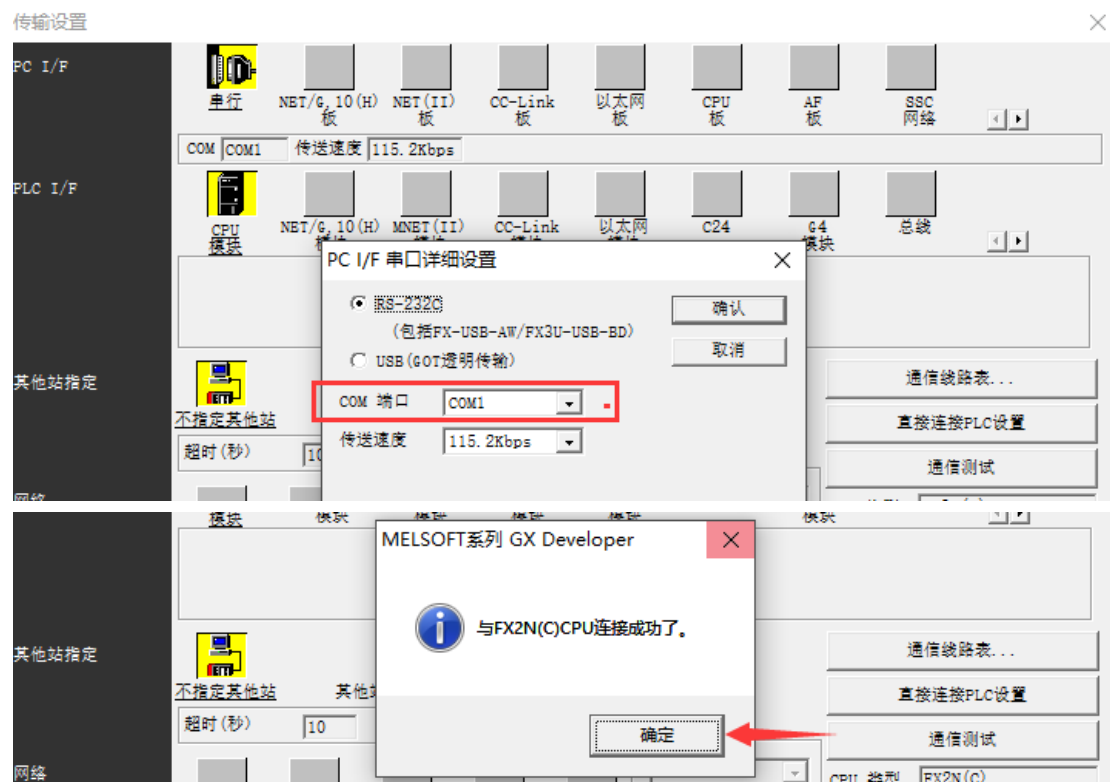 传输设置
PC I/F
串行
NET/G,10(H)
板
NET(II)
板
CC-Link
板
以太网
板
CPU
板
AF
板
SSC
网络
COM COM1 传送速度 115.2Kbps
PLC I/F
CPU
模块
NET/G,10(H)
MNET(II)
CC-Link
以太网
C24
G4
模块
总线
PC I/F 串口详细设置
RS-232C
(包括FX-USB-AW/FX3U-USB-BD)
USB(GOT透明传输)
确认
取消
COM 端口 COM1
传送速度 115.2Kbps
其他站指定
不指定其他站
超时(秒) 10
通信线路表...
直接连接PLC设置
通信测试
网络
模块
模块
模块
模块
模块
模块
MELSOFT系列 GX Developer
与FX2N(C)CPU连接成功了。
确定
其他站指定
不指定其他站
其他
超时(秒) 10
通信线路表...
直接连接PLC设置
通信测试
网络
CPU 类型 FX2N(C)